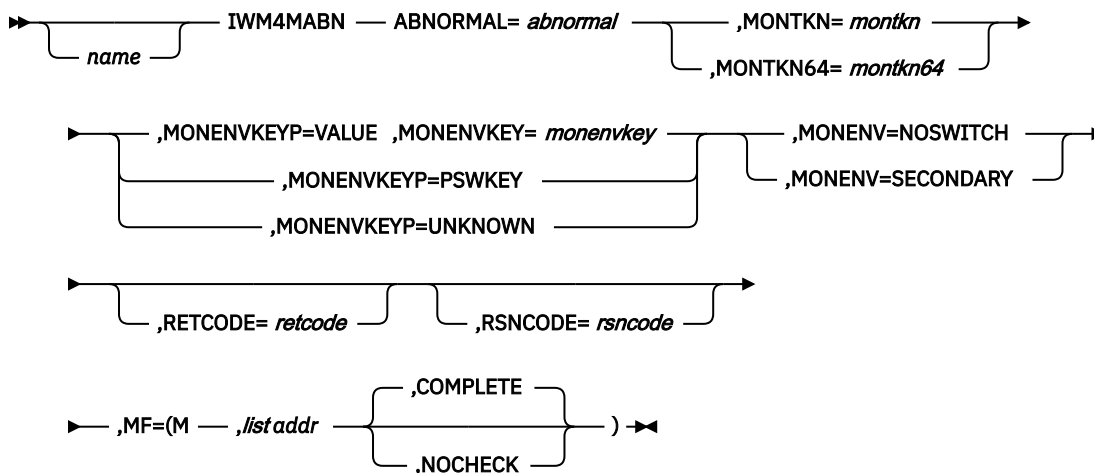 IWM4MABN ABNORMAL= abnormal ,MONTKN= montkn
name
,MONTKN64= montkn64
,MONENVKEYP=VALUE ,MONENVKEY= monenvkey ,MONENV=NOSWITCH
,MONENVKEYP=PSWKEY ,MONENV=SECONDARY
,MONENVKEYP=UNKNOWN
,RETCODE= retcode ,RSNCODE= rsncode
,COMPLETE
,MF=(M ,list addr )
,NOCHECK